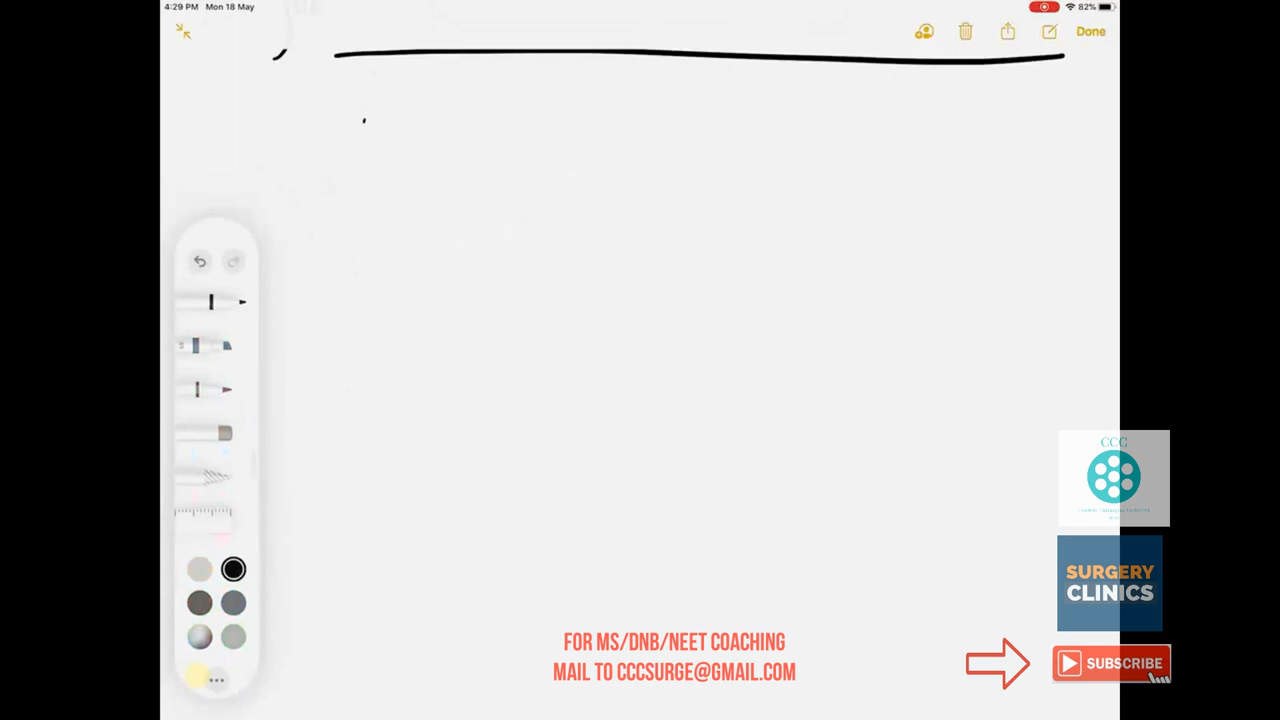 4:29 PM Mon 18 May
82%
Done
CCC
SURGERY
CLINICS
FOR MS/DNB/NEET COACHING
MAIL TO CCCSURGE@GMAIL.COM
SUBSCRIBE